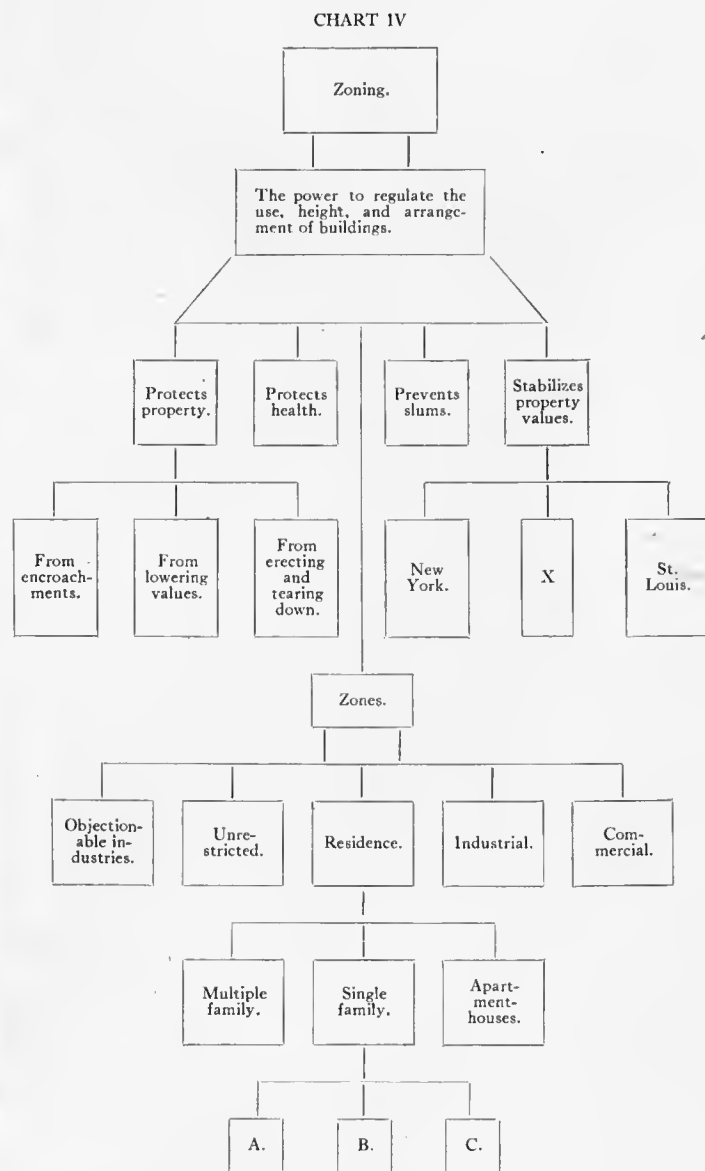 CHART 1V
Zoning.
The power to regulate the
use, height, and arrange-
ment of buildings.
Protects
property.
Protects
health.
Prevents
slums.
Stabilizes
property
values.
From
encroach-
ments.
From
lowering
values.
From
erecting
and
tearing
down.
New
York.
X
St.
Louis.
Zones.
Objection-
able in-
dustries.
Unre-
stricted.
Residence.
Industrial.
Com-
mercial.
Multiple
family.
Single
family.
Apart-
ment-
houses.
A.
B.
C.